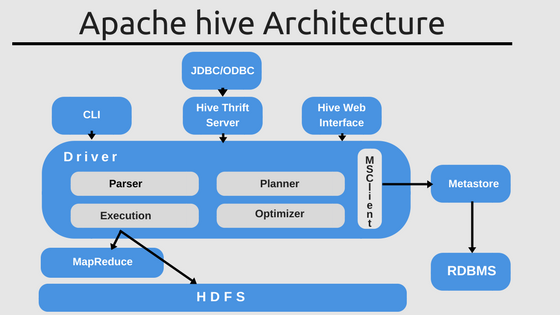 Apache hive Architecture
JDBC/ODBC
CLI
Hive Thrift
Server
Hive Web
Interface
Driver
Parser
Planner
Execution
Optimizer
MSClient
Metastore
MapReduce
RDBMS
HDFS